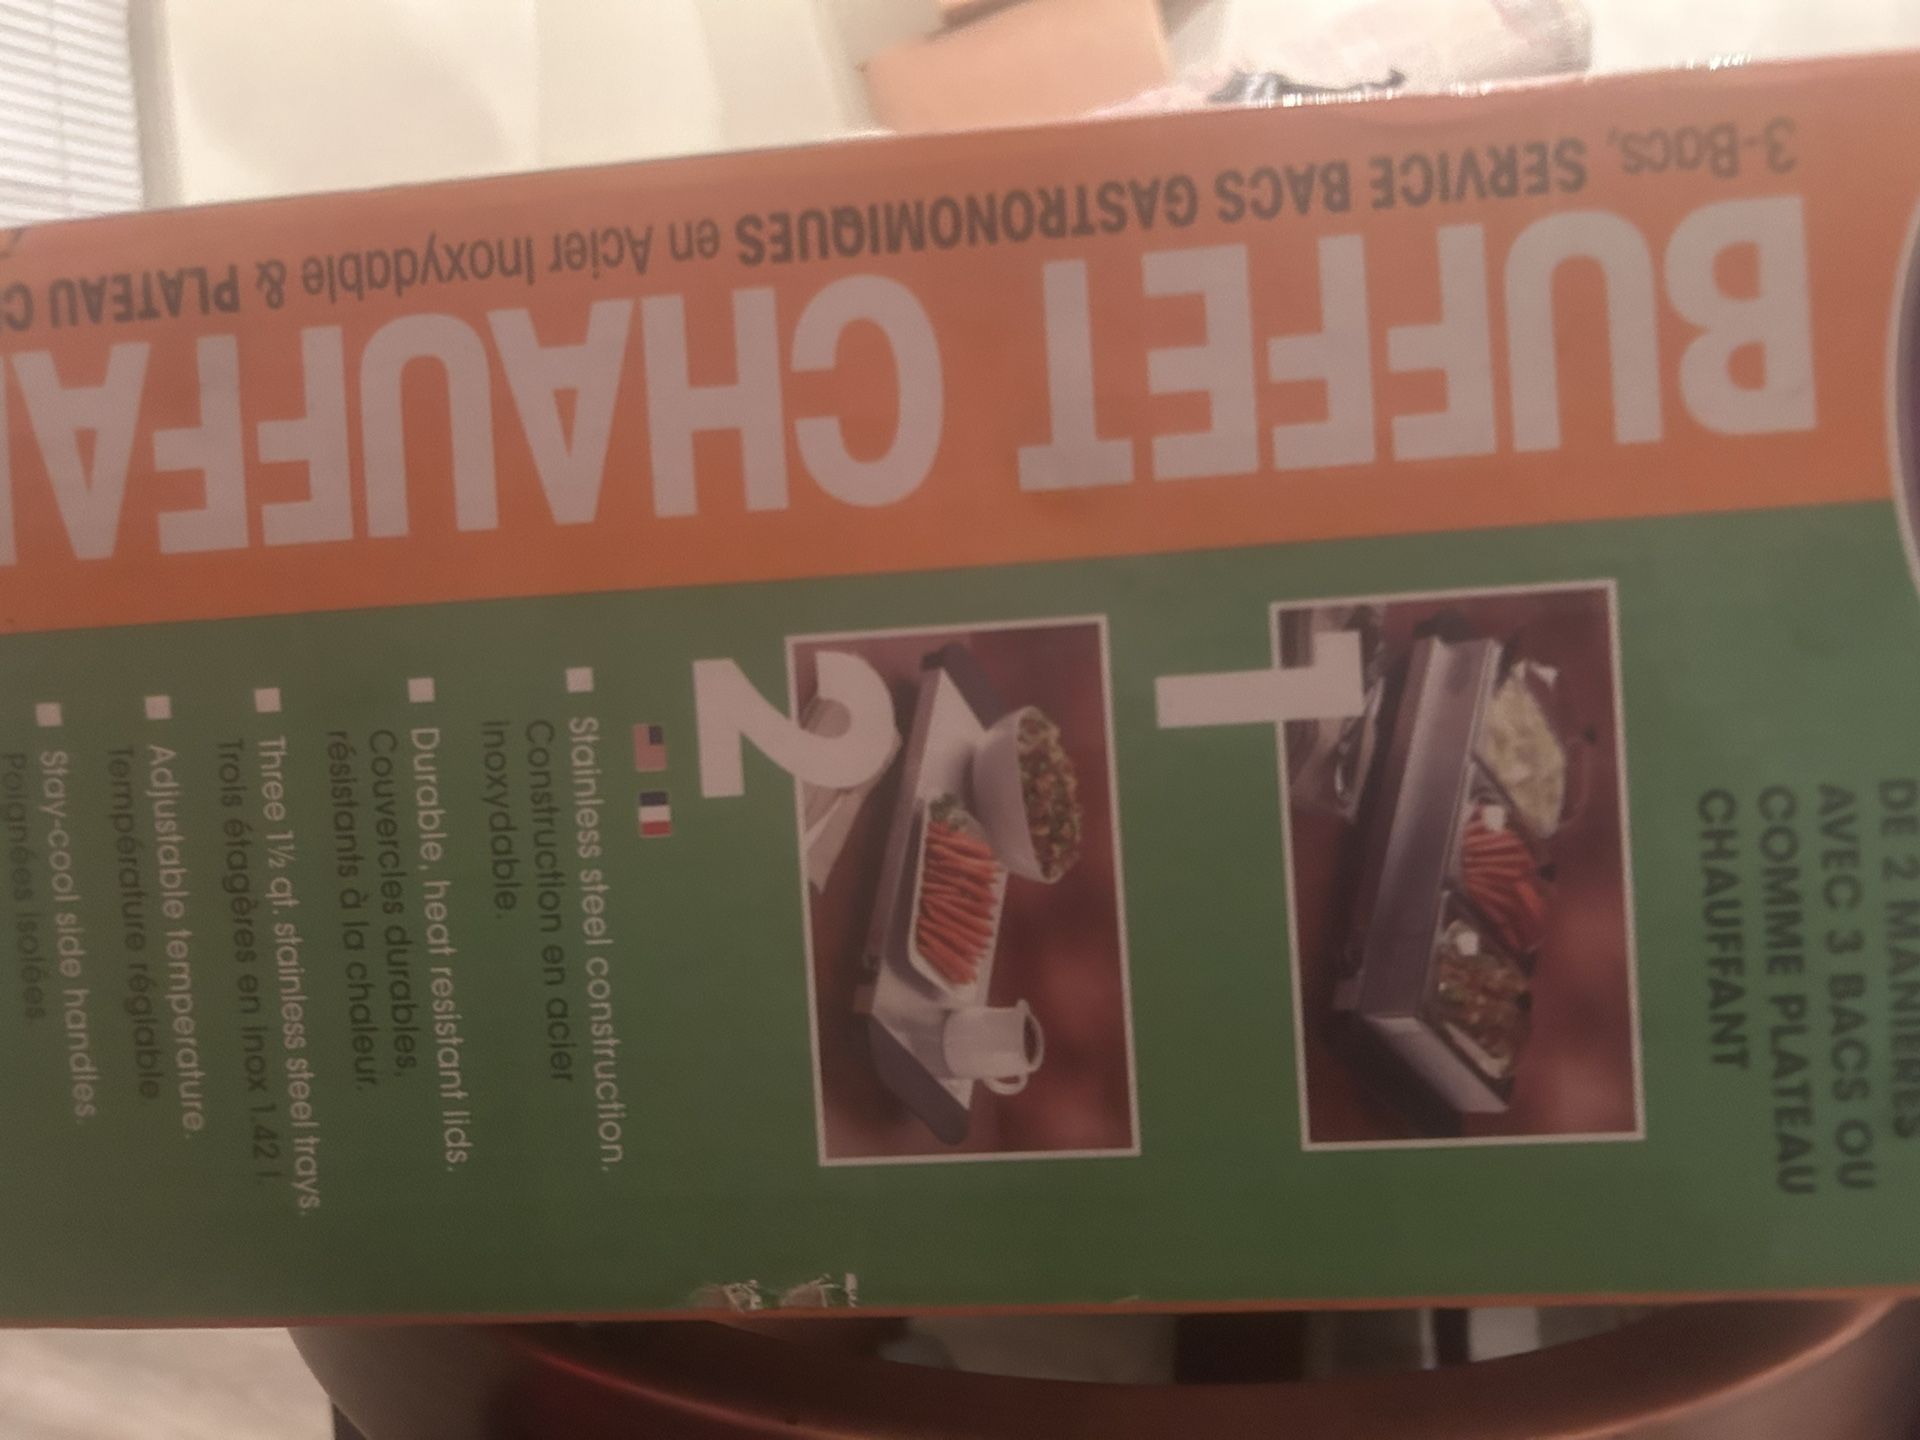 3-Bacs, SERVICE BACS GASTRONOMIQUES en Acier Inoxydable & PLATEAU
BUFFET
DE 2 MANIÈRES
AVEC 3 BACS OU
COMME PLATEAU
CHAUFFANT
1
2
Stainless steel construction.
Construction en acier
inoxydable.
Durable, heat resistant lids.
Couvercles durables,
résistants à la chaleur.
Three 1½ qt. stainless steel trays.
Trois étagères en inox 1.42 l.
Adjustable temperature.
Température réglable
Stay-cool side handles.
Poignées isolées.